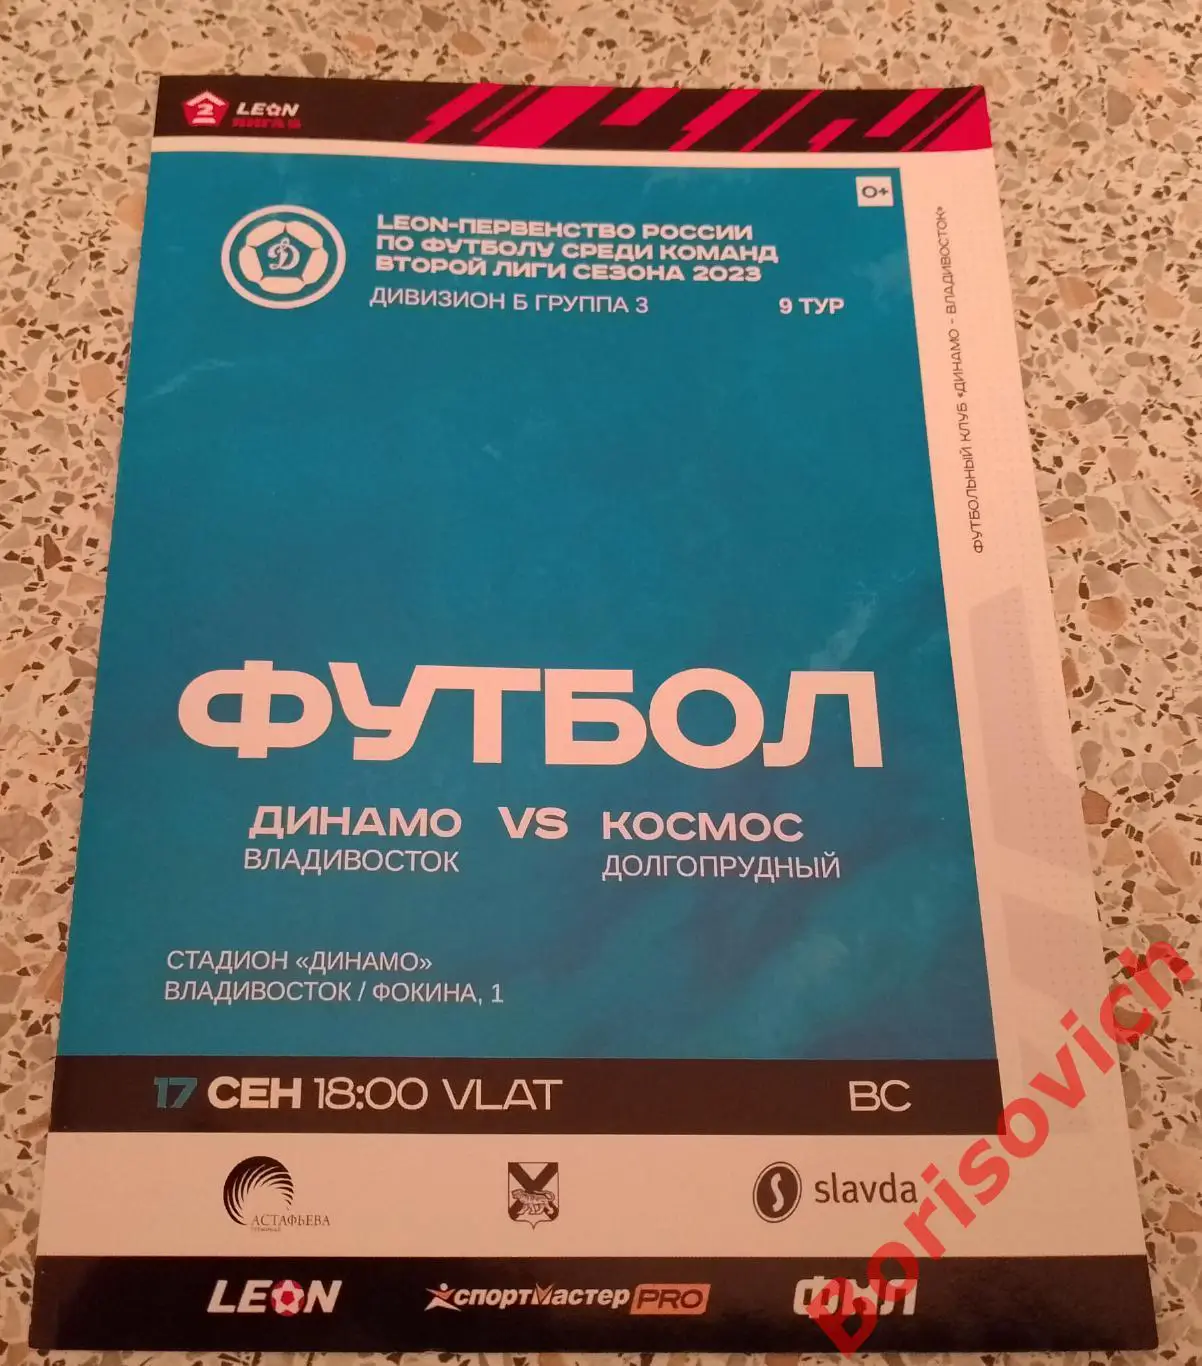 2 LEON
ЛИГА Б
0+
LEON-ПЕРВЕНСТВО РОССИИ
ПО ФУТБОЛУ СРЕДИ КОМАНД
ВТОРОЙ ЛИГИ СЕЗОНА 2023
ДИВИЗИОН Б ГРУППА 3 9 ТУР
Д
ФУТБОЛЬНЫЙ КЛУБ «ДИНАМО - ВЛАДИВОСТОК»
ФУТБОЛ
ДИНАМО VS КОСМОС
ВЛАДИВОСТОК ДОЛГОПРУДНЫЙ
СТАДИОН «ДИНАМО»
ВЛАДИВОСТОК / ФОКИНА, 1
17 СЕН 18:00 VLAT ВС
АСТАФЬЕВА
S slavda
LEON
спортмастер PRO
ФУЛ
Borisovich